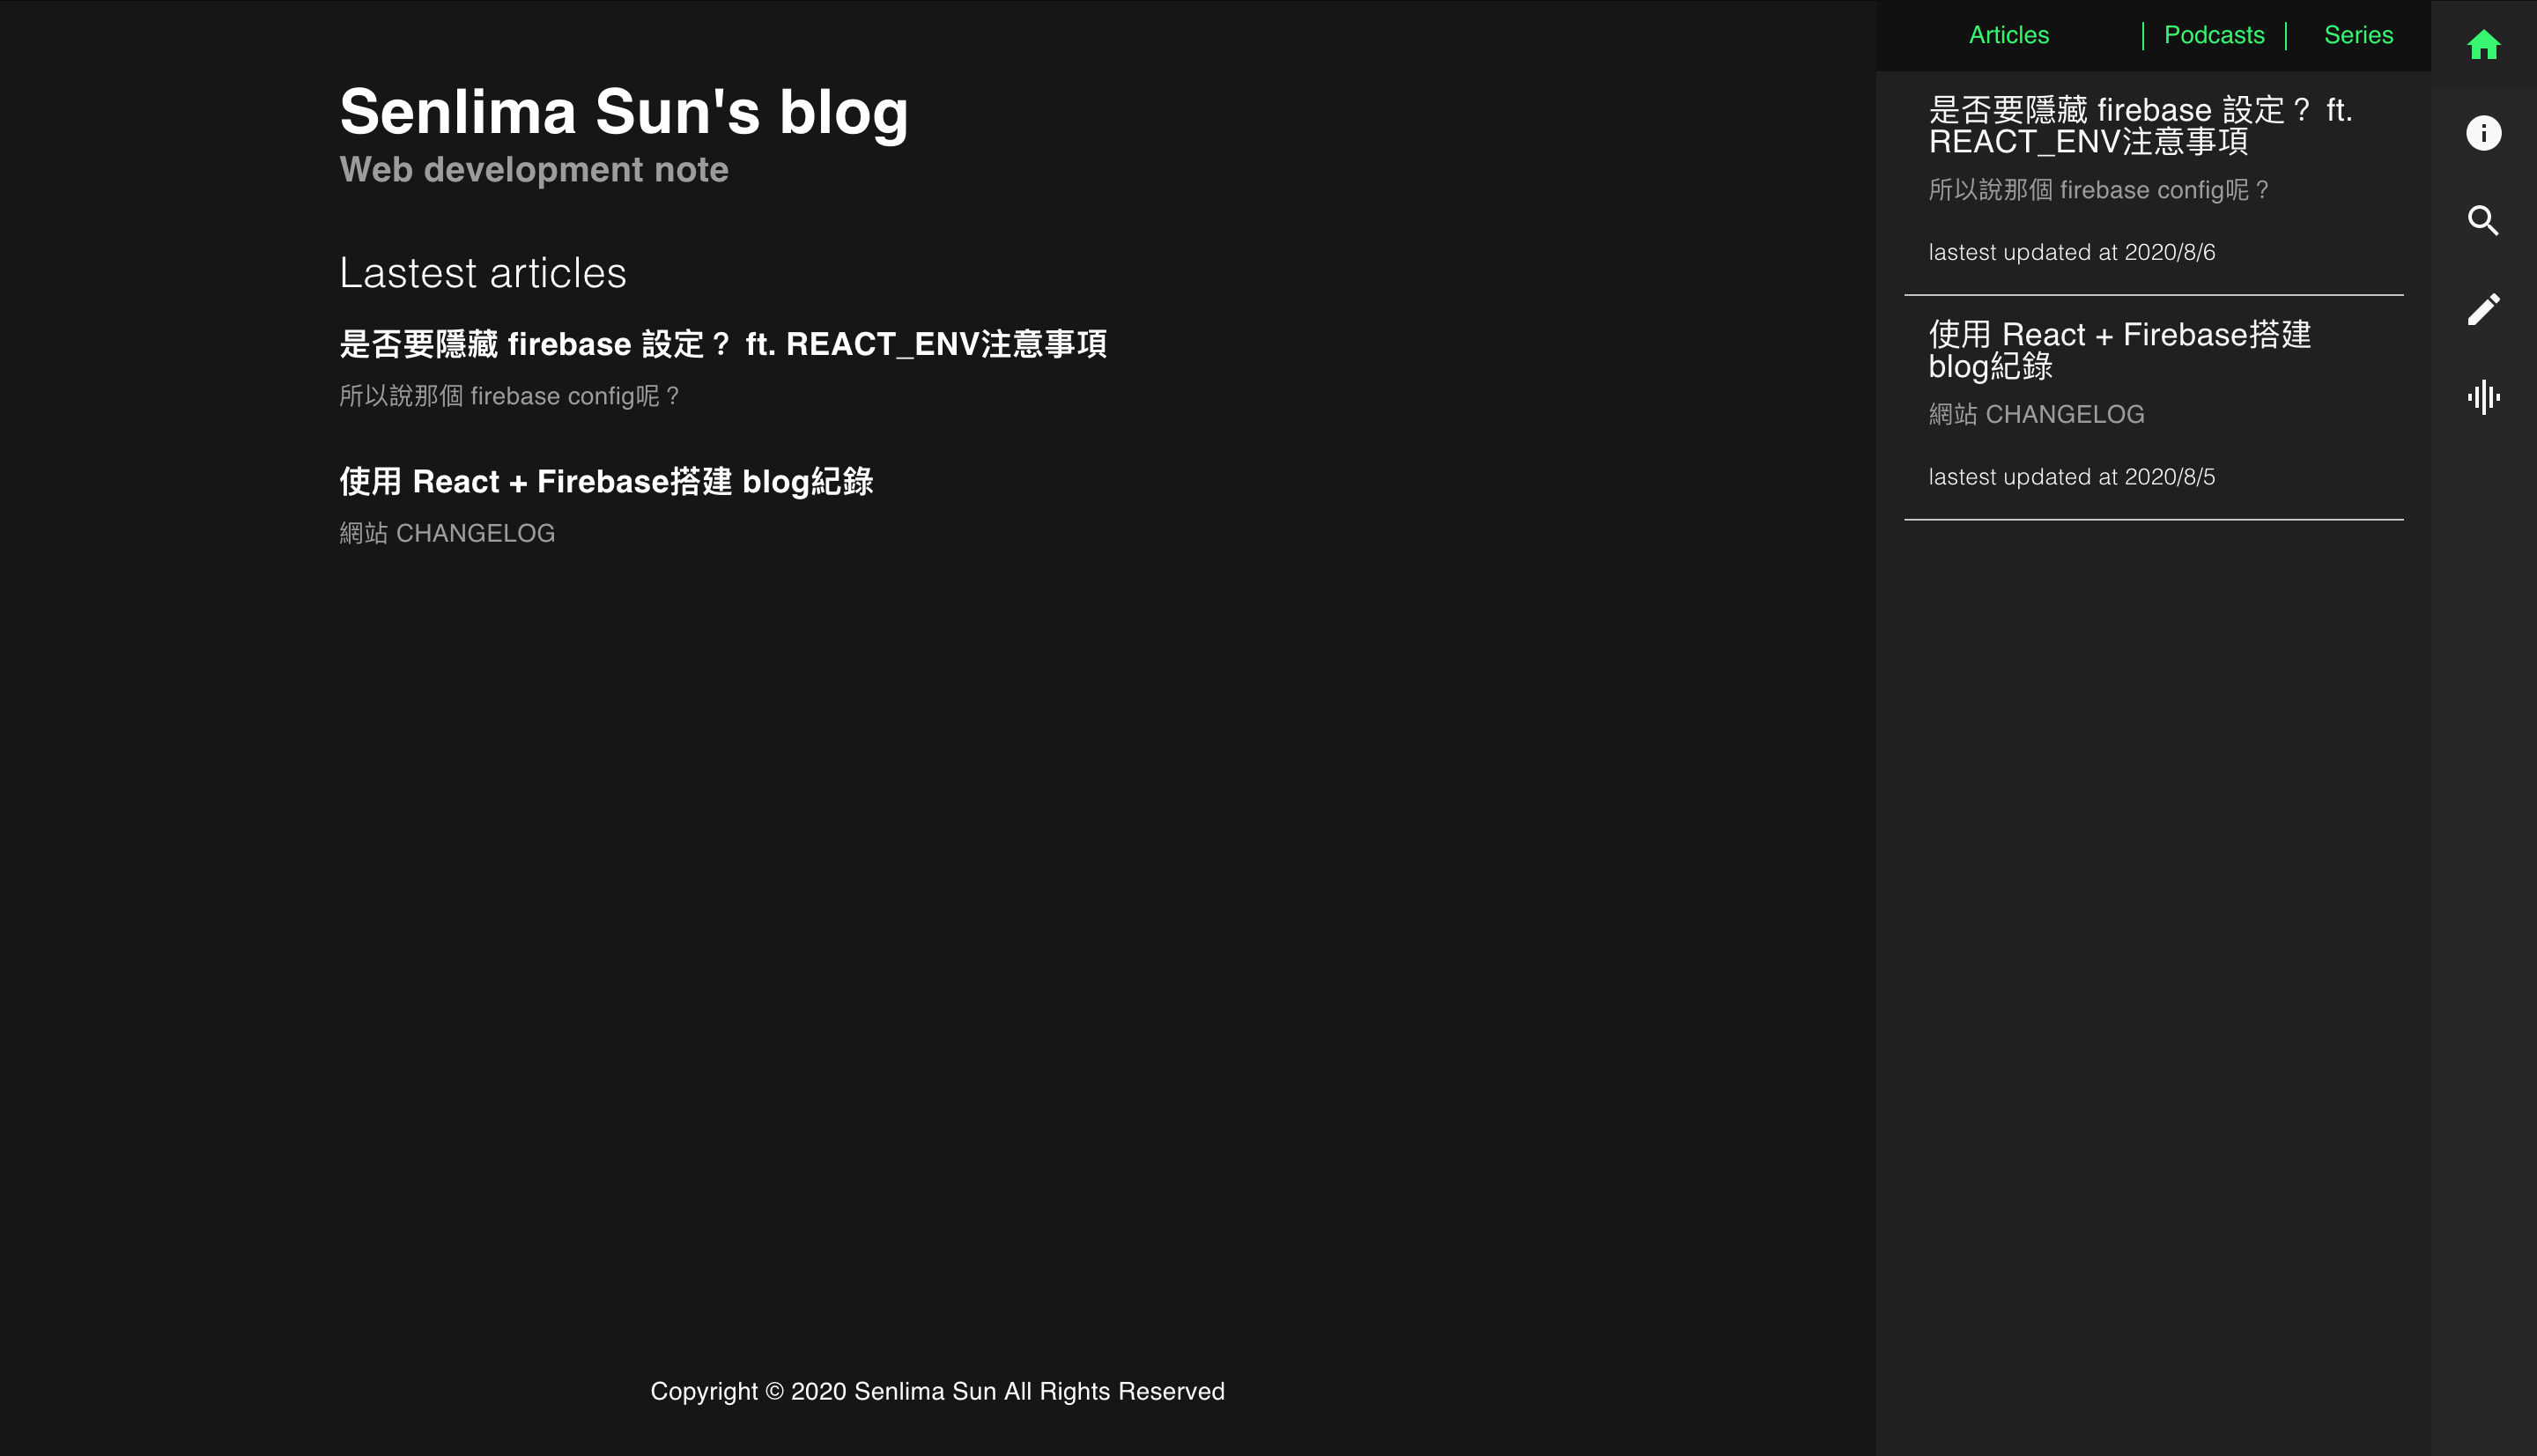 Senlima Sun's blog
Web development note
Lastest articles
是否要隱藏 firebase 設定？ ft. REACT_ENV注意事項
所以說那個 firebase config呢？
使用 React + Firebase搭建 blog紀錄
網站 CHANGELOG
Copyright © 2020 Senlima Sun All Rights Reserved
Articles | Podcasts | Series
是否要隱藏 firebase 設定？ ft.
REACT_ENV注意事項
所以說那個 firebase config呢？
lastest updated at 2020/8/6
使用 React + Firebase搭建
blog紀錄
網站 CHANGELOG
lastest updated at 2020/8/5